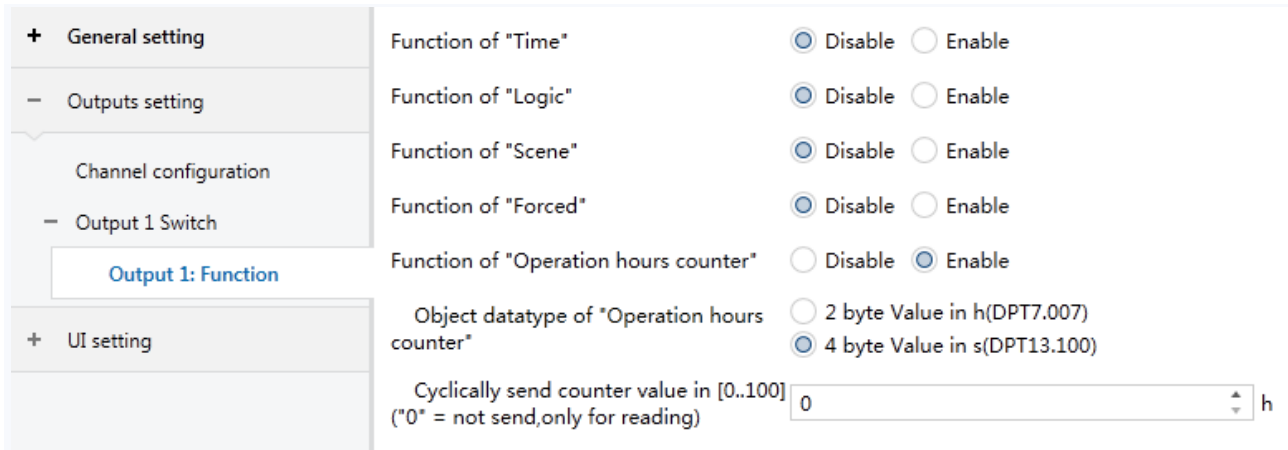 + General setting
− Outputs setting
Channel configuration
− Output 1 Switch
Output 1: Function
+ UI setting
Function of "Time" Disable Enable
Function of "Logic" Disable Enable
Function of "Scene" Disable Enable
Function of "Forced" Disable Enable
Function of "Operation hours counter" Disable Enable
Object datatype of "Operation hours
counter"
2 byte Value in h(DPT7.007)
4 byte Value in s(DPT13.100)
Cyclically send counter value in [0..100]
("0" = not send,only for reading)
0 h